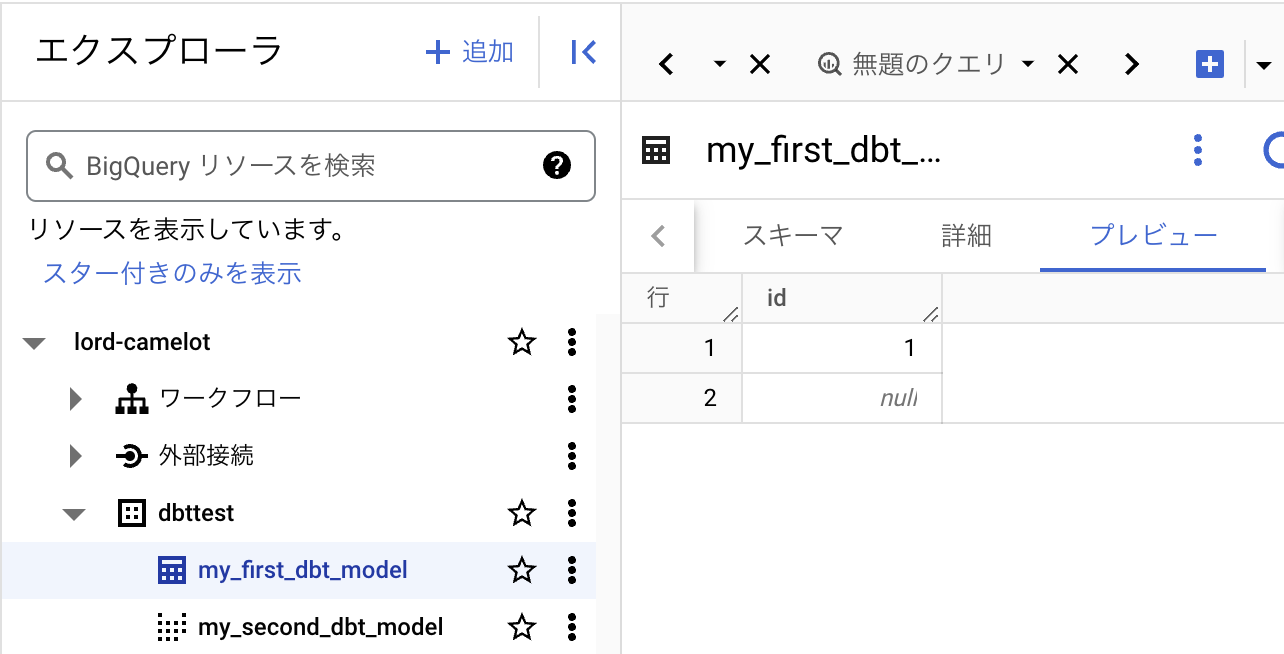 エクスプローラ
追加
BigQuery リソースを検索
リソースを表示しています。
スター付きのみを表示
lord-camelot
ワークフロー
外部接続
dbttest
my_first_dbt_model
my_second_dbt_model
無題のクエリ
my_first_dbt_...
スキーマ 詳細 プレビュー
行 id
1 1
2 null